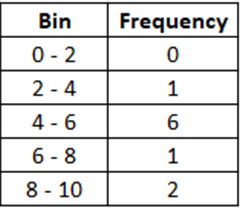 Bin Frequency
0 - 2 0
2 - 4 1
4 - 6 6
6 - 8 1
8 - 10 2